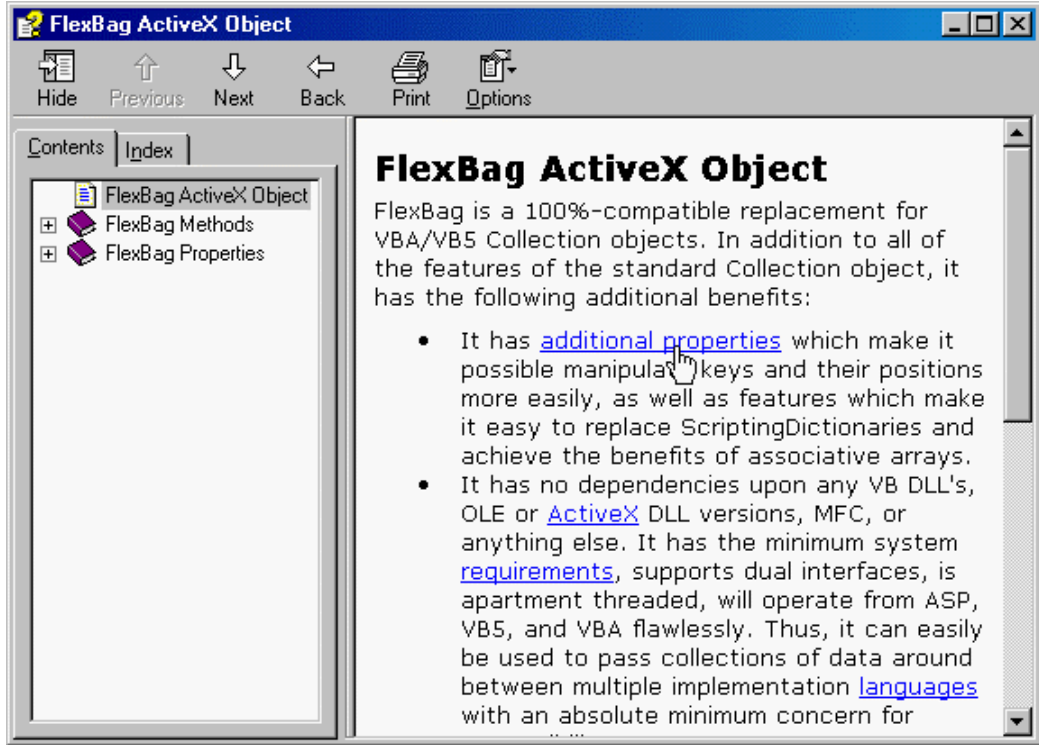 FlexBag ActiveX Object
Hide Previous Next Back Print Options
Contents Index
FlexBag ActiveX Object
FlexBag Methods
FlexBag Properties
FlexBag ActiveX Object
FlexBag is a 100%-compatible replacement for
VBA/VB5 Collection objects. In addition to all of
the features of the standard Collection object, it
has the following additional benefits:
• It has additional properties which make it
possible manipula keys and their positions
more easily, as well as features which make
it easy to replace ScriptingDictionaries and
achieve the benefits of associative arrays.
• It has no dependencies upon any VB DLL's,
OLE or ActiveX DLL versions, MFC, or
anything else. It has the minimum system
requirements, supports dual interfaces, is
apartment threaded, will operate from ASP,
VB5, and VBA flawlessly. Thus, it can easily
be used to pass collections of data around
between multiple implementation languages
with an absolute minimum concern for